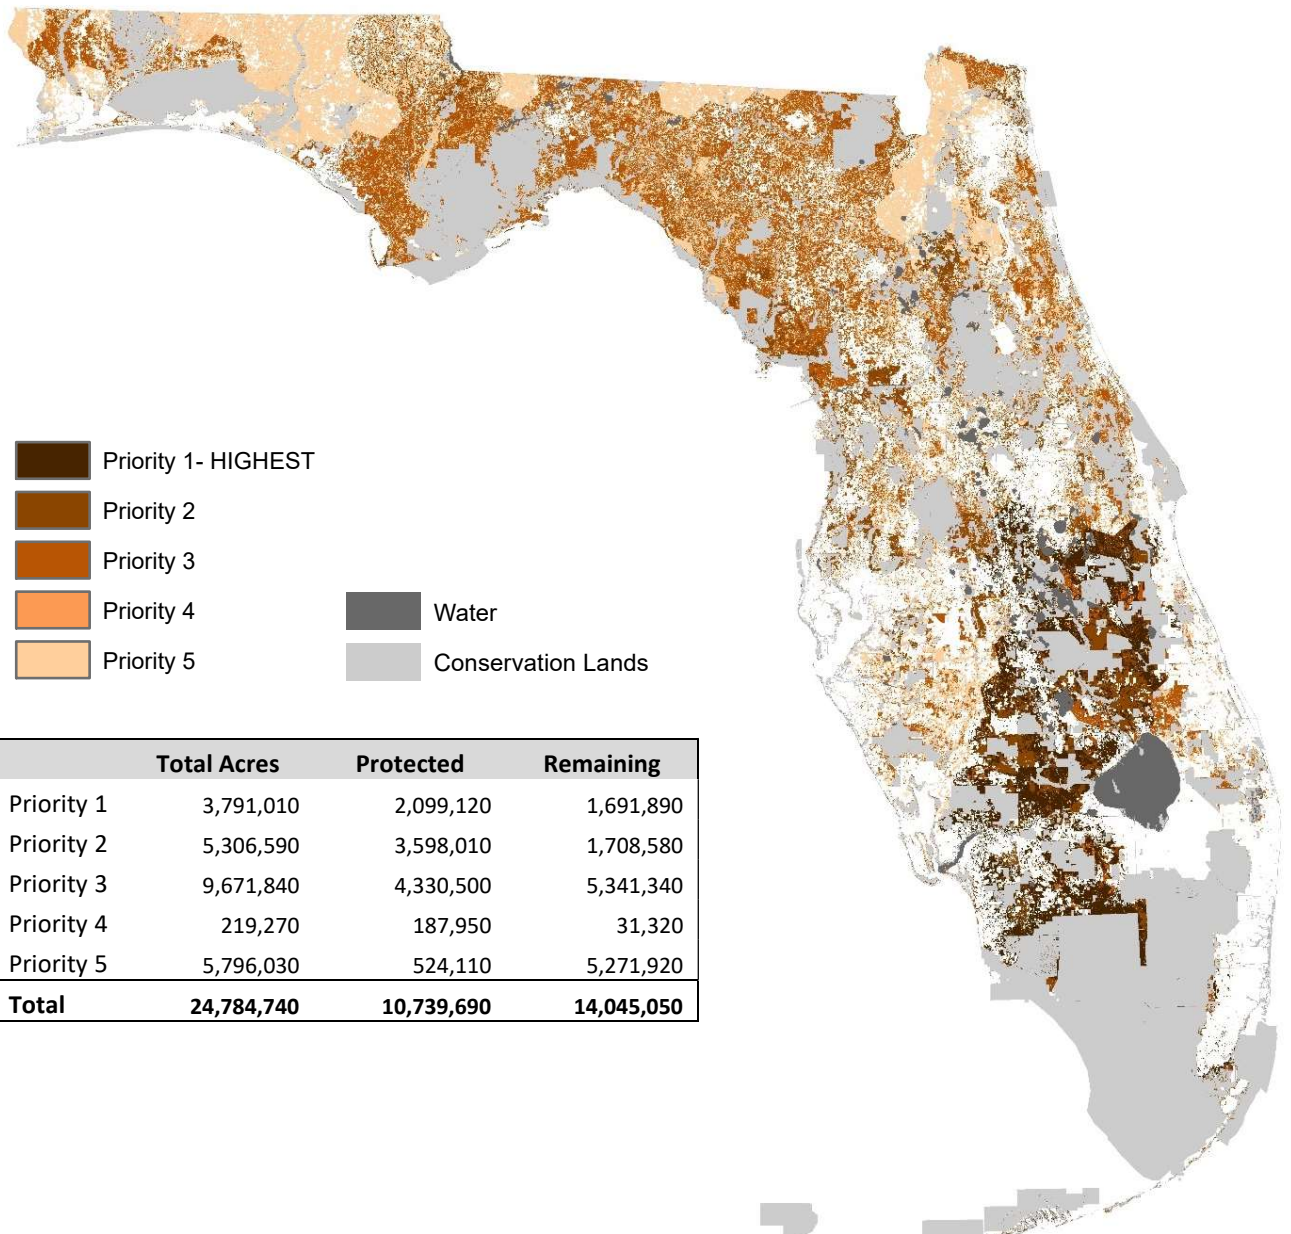 Priority 1- HIGHEST
Priority 2
Priority 3
Priority 4
Priority 5
Water
Conservation Lands
Total Acres Protected Remaining
Priority 1 3,791,010 2,099,120 1,691,890
Priority 2 5,306,590 3,598,010 1,708,580
Priority 3 9,671,840 4,330,500 5,341,340
Priority 4 219,270 187,950 31,320
Priority 5 5,796,030 524,110 5,271,920
Total 24,784,740 10,739,690 14,045,050